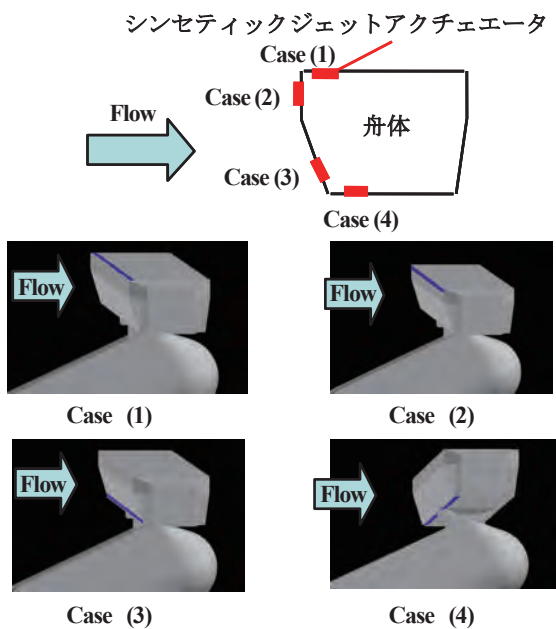 シンセティックジェットアクチェエータ
Case (1)
Case (2)
Flow
舟体
Case (3)
Case (4)
Flow
Flow
Case (1)
Case (2)
Flow
Flow
Case (3)
Case (4)